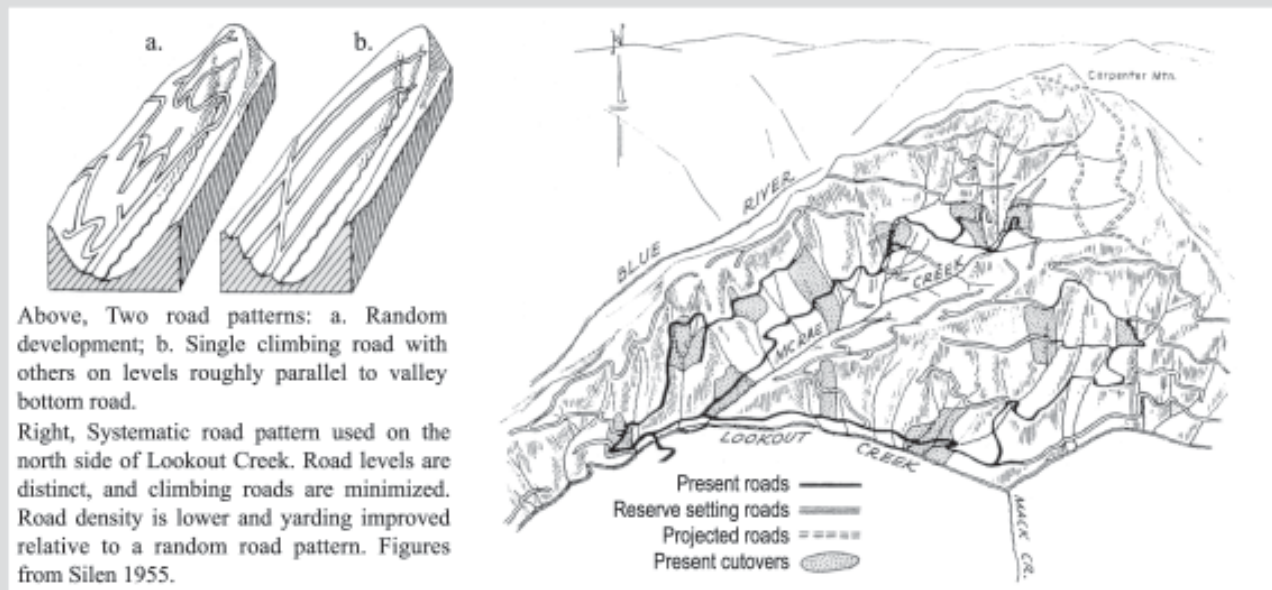 a.
b.
Above, Two road patterns: a. Random
development; b. Single climbing road with
others on levels roughly parallel to valley
bottom road.
Right, Systematic road pattern used on the
north side of Lookout Creek. Road levels are
distinct, and climbing roads are minimized.
Road density is lower and yarding improved
relative to a random road pattern. Figures
from Silen 1955.
N
Carpenter Mtn.
BLUE RIVER
MCRAE CREEK
LOOKOUT CREEK
MACK CR.
Present roads
Reserve setting roads
Projected roads
Present cutovers